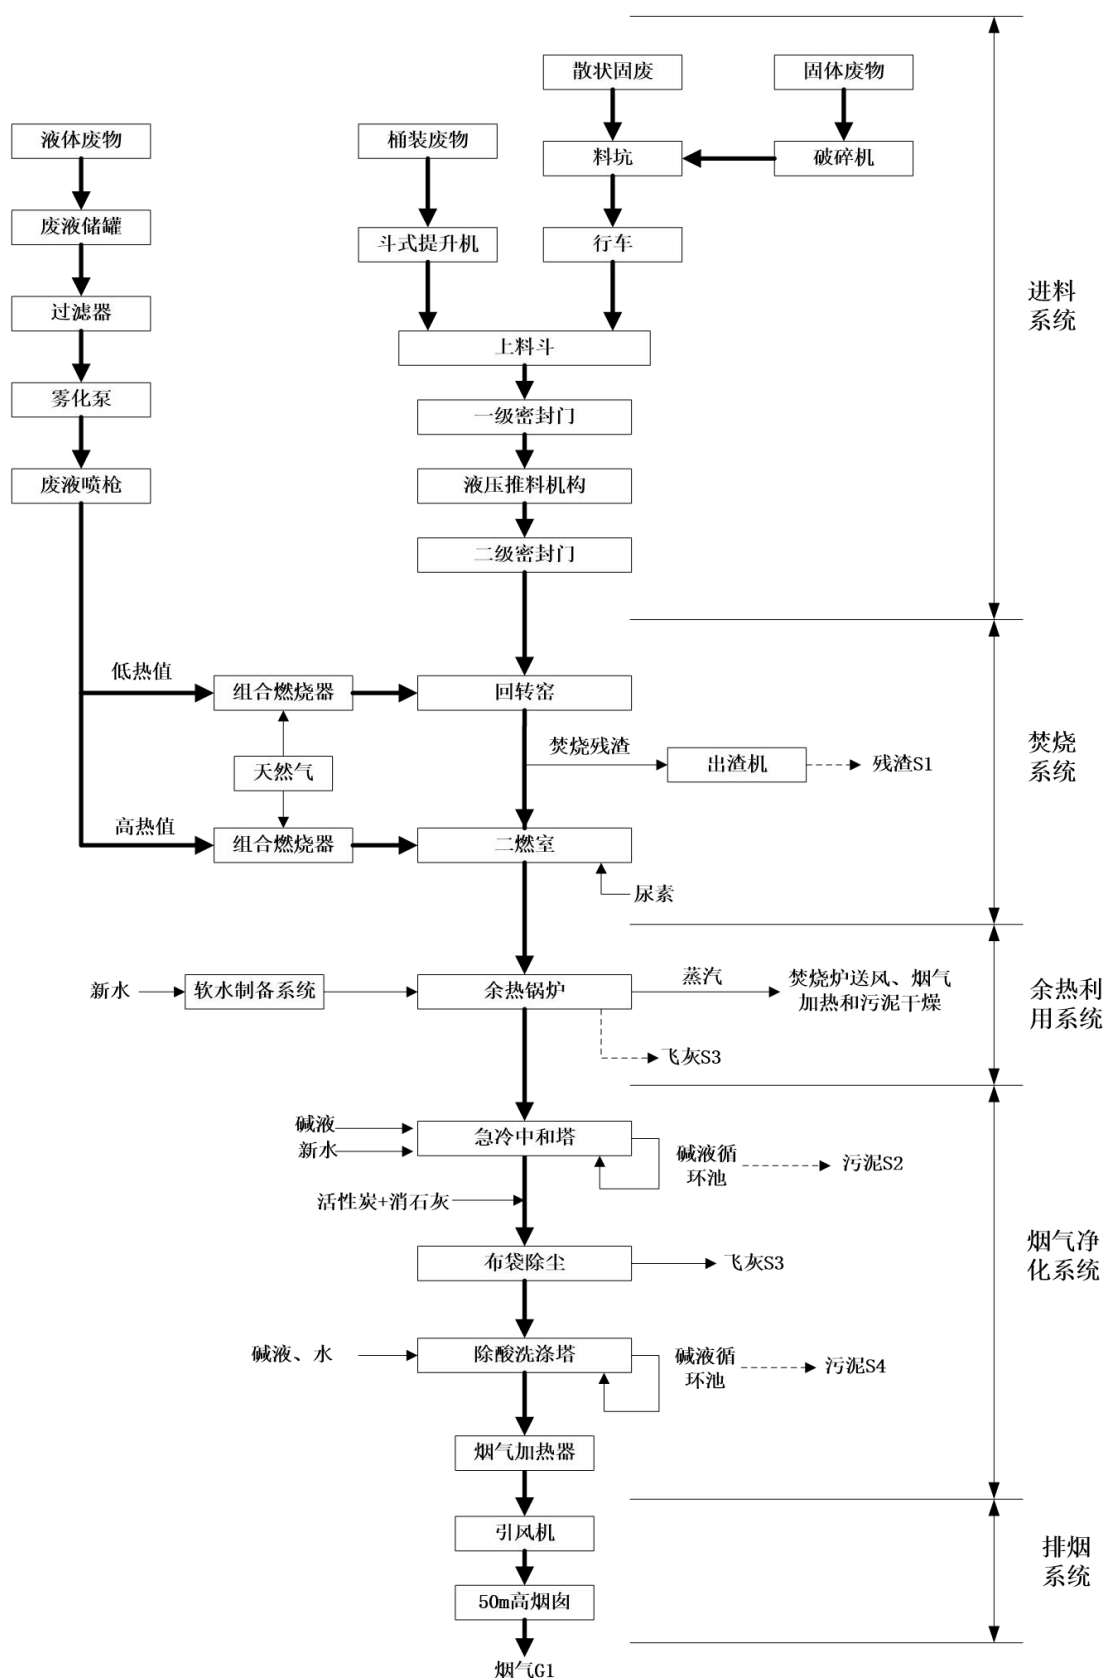 散状固废
固体废物
液体废物
桶装废物
料坑
破碎机
废液储罐
斗式提升机
行车
进料
系统
过滤器
上料斗
雾化泵
一级密封门
废液喷枪
液压推料机构
二级密封门
低热值
组合燃烧器
回转窑
焚烧残渣
焚烧
系统
天然气
出渣机
残渣S1
高热值
组合燃烧器
二燃室
尿素
新水
软水制备系统
余热锅炉
蒸汽
焚烧炉送风、烟气
加热和污泥干燥
余热利
用系统
飞灰S3
碱液
新水
急冷中和塔
碱液循
环池
污泥S2
活性炭+消石灰
烟气净
化系统
布袋除尘
飞灰S3
碱液、水
除酸洗涤塔
碱液循
环池
污泥S4
烟气加热器
引风机
排烟
系统
50m高烟囱
烟气G1